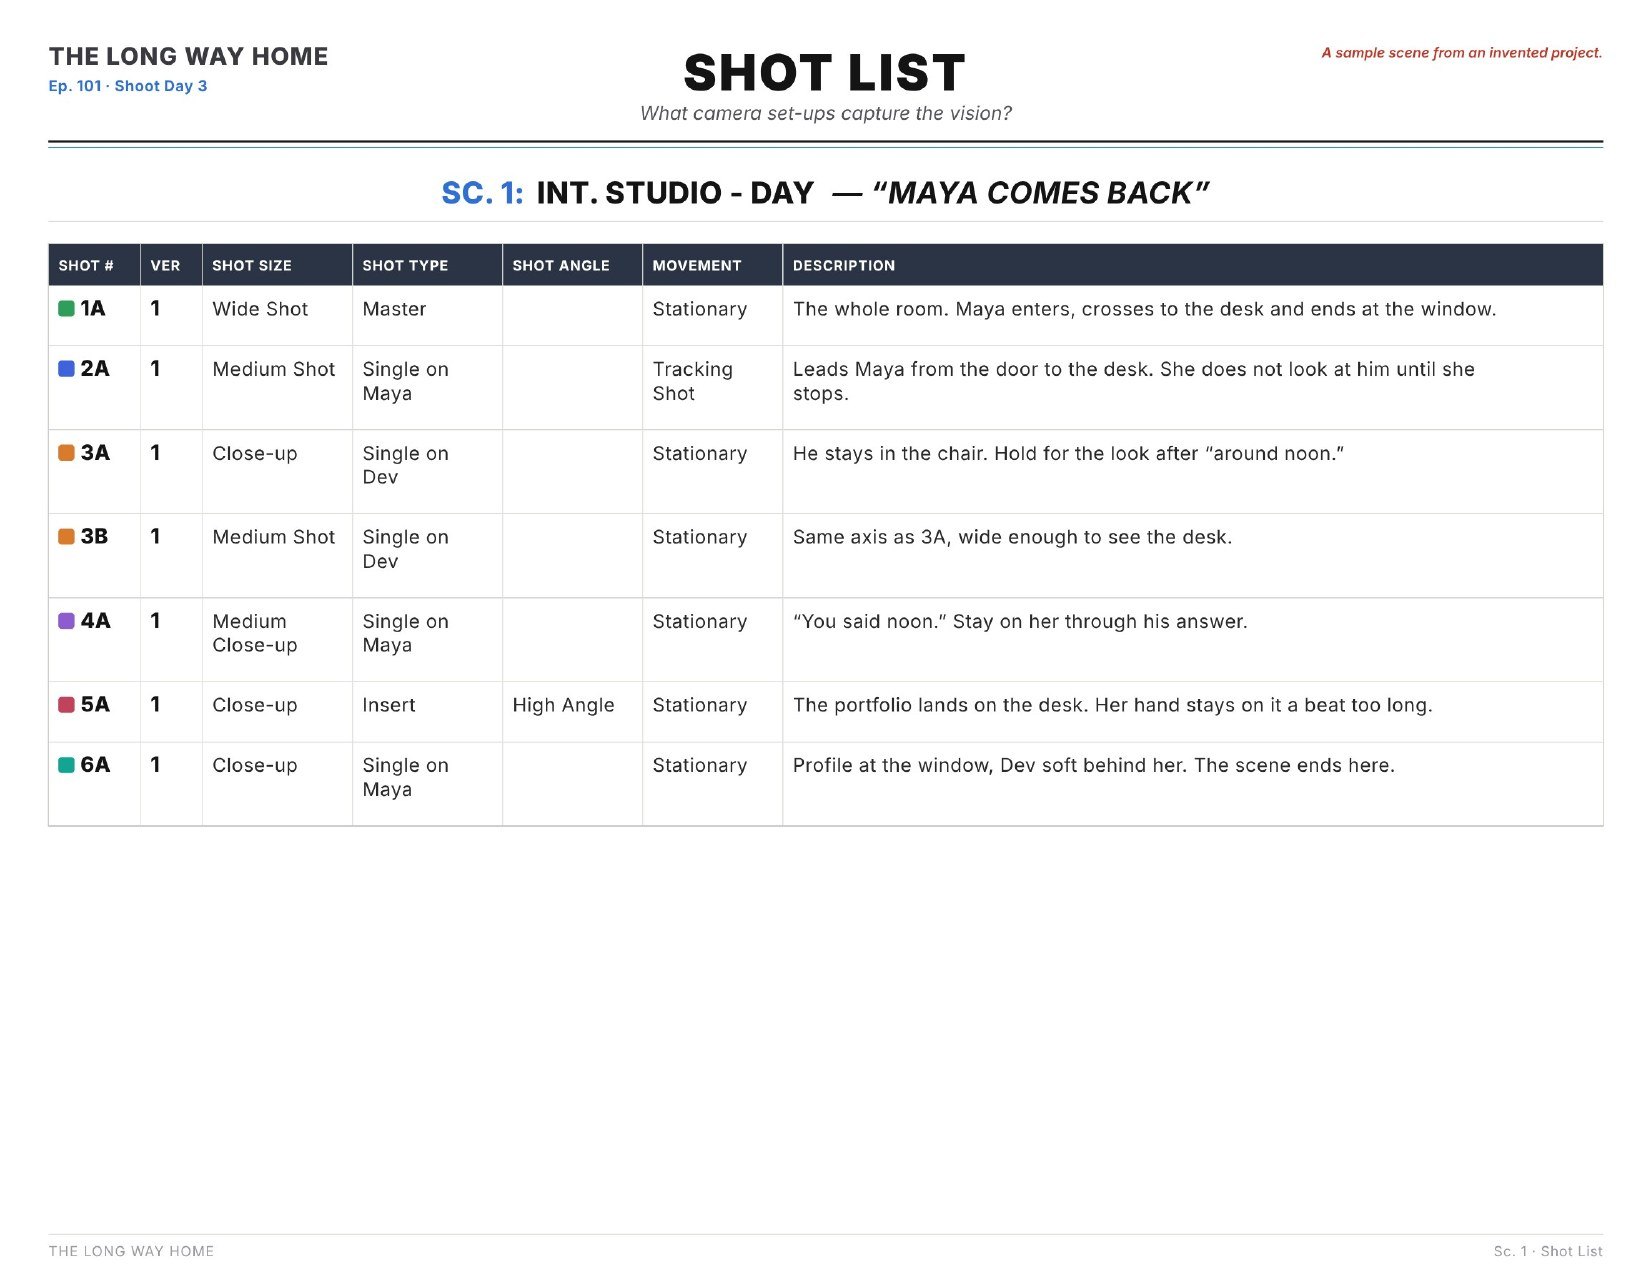 THE LONG WAY HOME
Ep. 101 · Shoot Day 3
SHOT LIST
What camera set-ups capture the vision?
A sample scene from an invented project.
SC. 1: INT. STUDIO - DAY — “MAYA COMES BACK”
SHOT # VER SHOT SIZE SHOT TYPE SHOT ANGLE MOVEMENT DESCRIPTION
1A 1 Wide Shot Master Stationary The whole room. Maya enters, crosses to the desk and ends at the window.
2A 1 Medium Shot Single on Tracking Leads Maya from the door to the desk. She does not look at him until she
Maya Shot stops.
3A 1 Close-up Single on Stationary He stays in the chair. Hold for the look after “around noon.”
Dev
3B 1 Medium Shot Single on Stationary Same axis as 3A, wide enough to see the desk.
Dev
4A 1 Medium Single on Stationary “You said noon.” Stay on her through his answer.
Close-up Maya
5A 1 Close-up Insert High Angle Stationary The portfolio lands on the desk. Her hand stays on it a beat too long.
6A 1 Close-up Single on Stationary Profile at the window, Dev soft behind her. The scene ends here.
Maya
THE LONG WAY HOME
Sc. 1 · Shot List